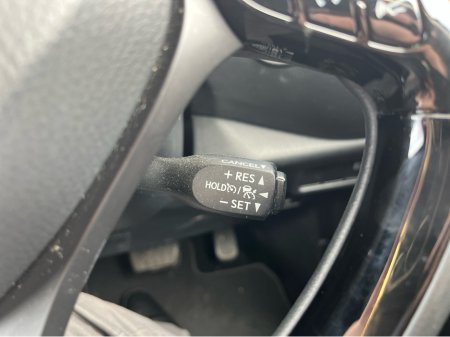 CANCEL▼
+ RES ▲
HOLD / ◄
− SET ▼